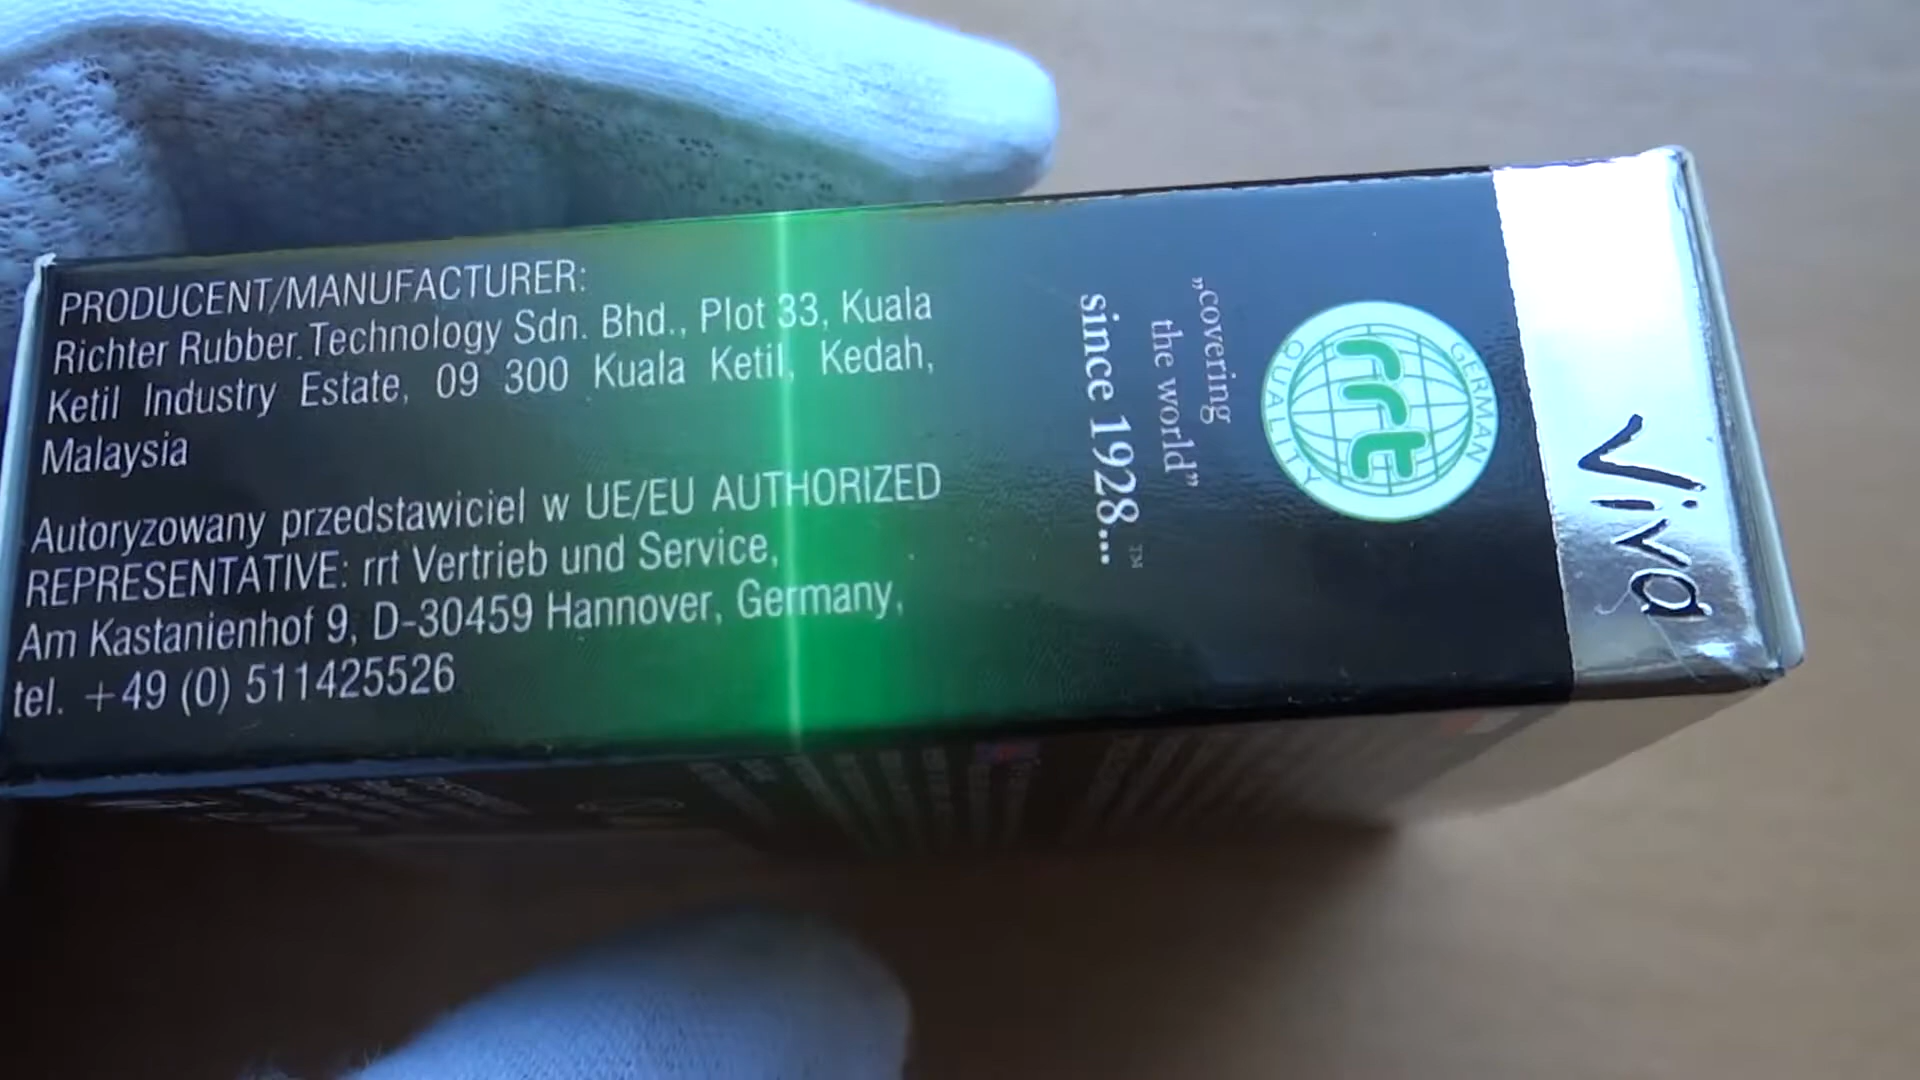 PRODUCENT/MANUFACTURER:
Richter Rubber Technology Sdn. Bhd., Plot 33, Kuala
Ketil Industry Estate, 09 300 Kuala Ketil, Kedah,
Malaysia
Autoryzowany przedstawiciel w UE/EU AUTHORIZED
REPRESENTATIVE: rrt Vertrieb und Service,
Am Kastanienhof 9, D-30459 Hannover, Germany,
tel. +49 (0) 511425526
GERMAN
rrt
QUALITY
„covering
the world”
since 1928...™
Viva